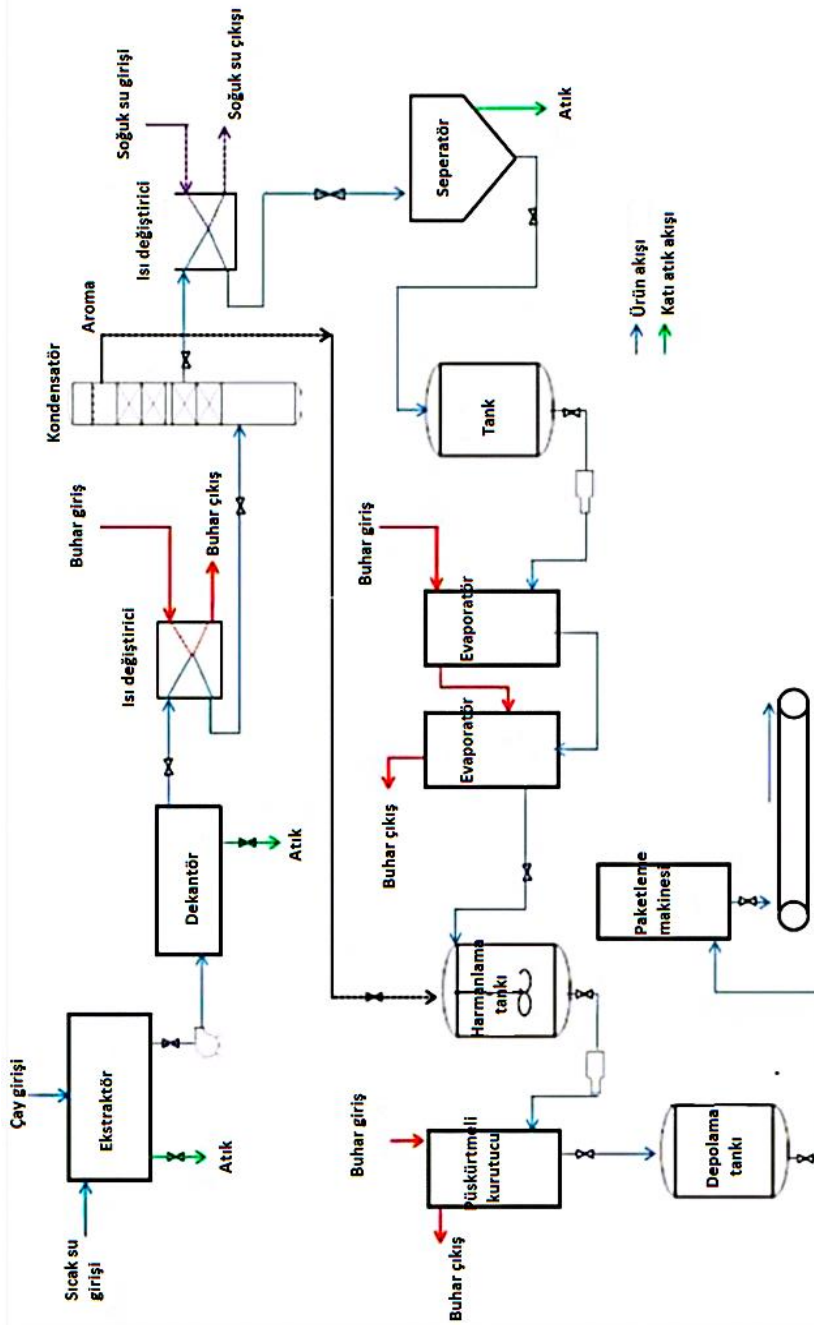 Çay girişi
Sıcak su
girişi
Ekstraktör
Atık
Dekantör
Atık
Isı değiştirici
Buhar giriş
Buhar çıkış
Kondensatör
Aroma
Isı değiştirici
Soğuk su girişi
Soğuk su çıkışı
Seperatör
Atık
Tank
Buhar giriş
Evaporatör
Evaporatör
Buhar çıkış
Harmanlama
tankı
Buhar giriş
Püskürtmeli
kurutucu
Buhar çıkış
Depolama
tankı
Paketleme
makinesi
Ürün akışı
Katı atık akışı